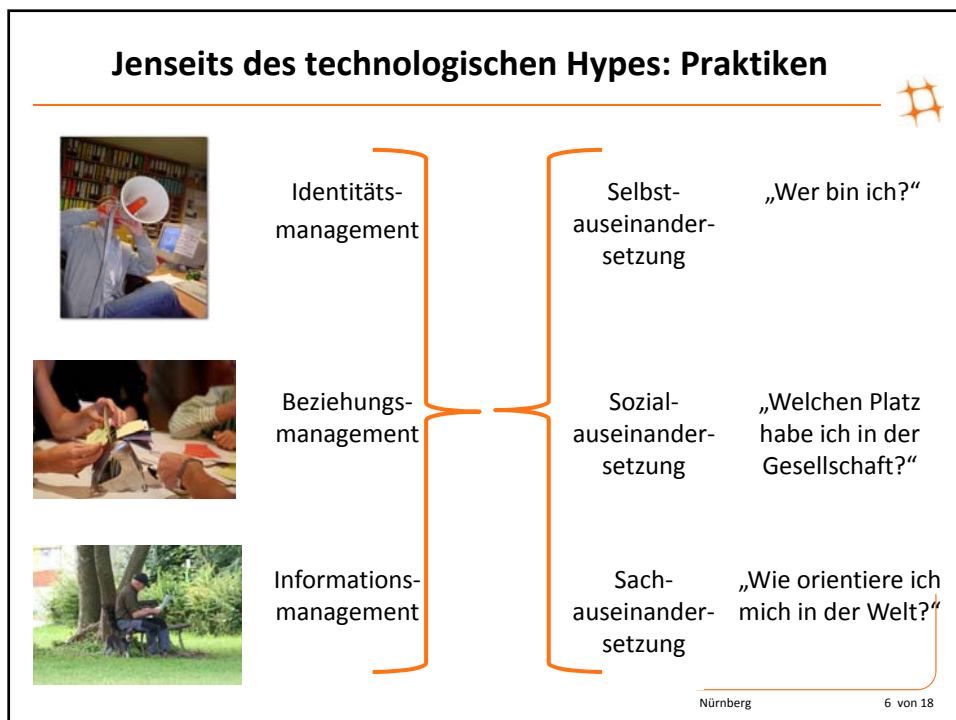 Jenseits des technologischen Hypes: Praktiken
Identitäts-
management
Selbst-
auseinander-
setzung
„Wer bin ich?“
Beziehungs-
management
Sozial-
auseinander-
setzung
„Welchen Platz
habe ich in der
Gesellschaft?“
Informations-
management
Sach-
auseinander-
setzung
„Wie orientiere ich
mich in der Welt?“
Nürnberg
6 von 18